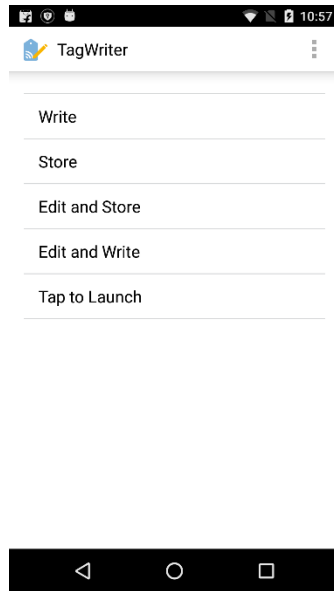 10:57
TagWriter
Write
Store
Edit and Store
Edit and Write
Tap to Launch